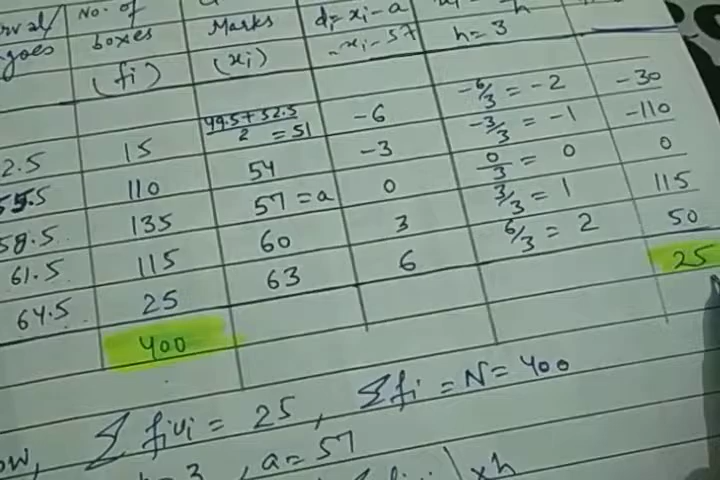 No. of Marks di = xi - a
boxes (xi) = xi - 57 h = 3
(fi)
2.5 15 49.5+52.5/2 = 51 -6 -6/3 = -2 -30
55.5 110 54 -3 -3/3 = -1 -110
58.5 135 57 = a 0 0/3 = 0 0
61.5 115 60 3 3/3 = 1 115
64.5 25 63 6 6/3 = 2 50
400 25
∑ fiui = 25, ∑ fi = N = 400
, a = 57
x h